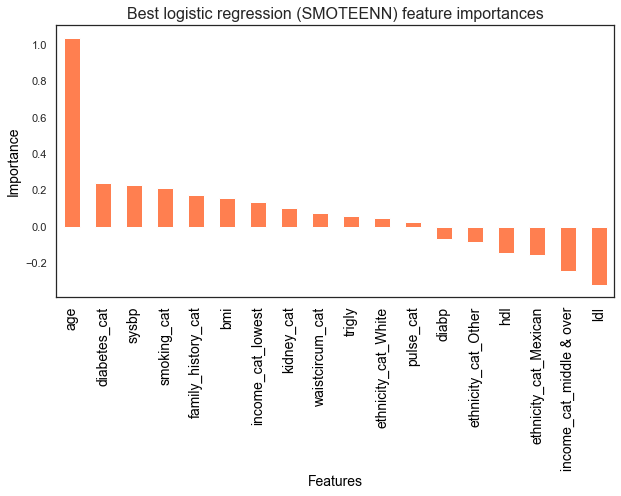 Best logistic regression (SMOTEENN) feature importances
1.0
0.8
0.6
0.4
0.2
0.0
−0.2
Importance
age
diabetes_cat
sysbp
smoking_cat
family_history_cat
bmi
income_cat_lowest
kidney_cat
waistcircum_cat
trigly
ethnicity_cat_White
pulse_cat
diabp
ethnicity_cat_Other
hdl
ethnicity_cat_Mexican
income_cat_middle & over
ldl
Features